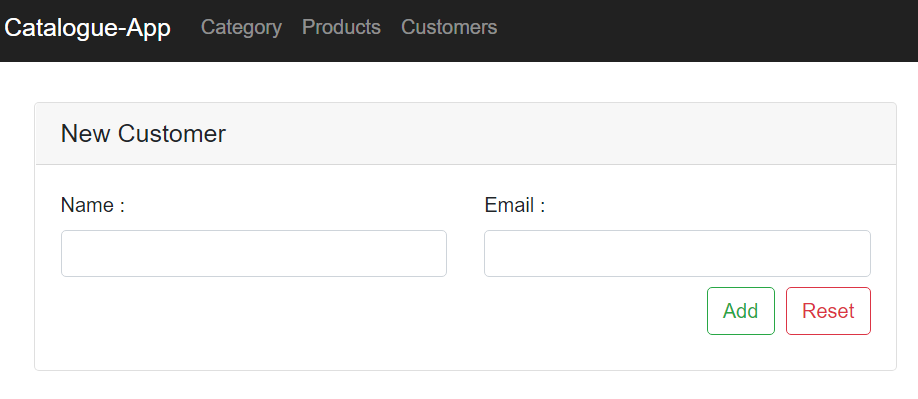 Catalogue-App Category Products Customers
New Customer
Name : Email :
Add Reset